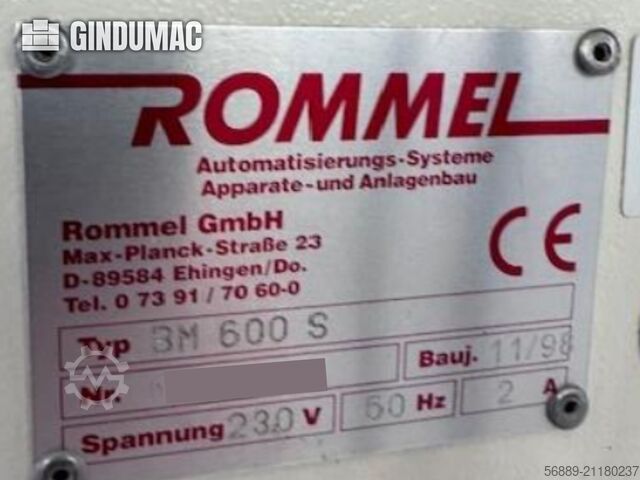 GINDUMAC
ROMMEL
Automatisierungs-Systeme
Apparate-und Anlagenbau
Rommel GmbH
Max-Planck-Straße 23
D-89584 Ehingen/Do.
Tel. 0 73 91 / 70 60-0
CE
Typ BM 600 S
Nr. Bauj. 11/98
Spannung 230 V 50 Hz 2 A
56889-21180237